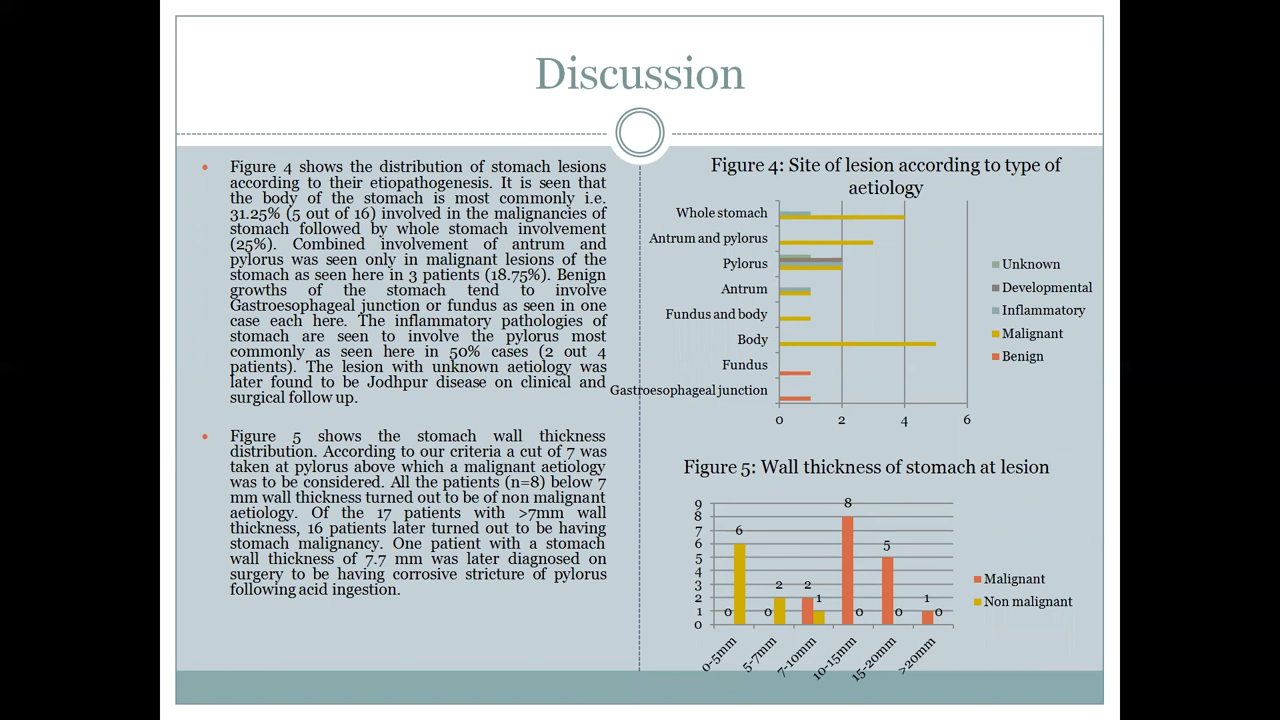 Discussion
Figure 4 shows the distribution of stomach lesions
according to their etiopathogenesis. It is seen that
the body of the stomach is most commonly i.e.
31.25% (5 out of 16) involved in the malignancies of
stomach followed by whole stomach involvement
(25%). Combined involvement of antrum and
pylorus was seen only in malignant lesions of the
stomach as seen here in 3 patients (18.75%). Benign
growths of the stomach tend to involve
Gastroesophageal junction or fundus as seen in one
case each here. The inflammatory pathologies of
stomach are seen to involve the pylorus most
commonly as seen here in 50% cases (2 out 4
patients). The lesion with unknown aetiology was
later found to be Jodhpur disease on clinical and
surgical follow up.
Figure 5 shows the stomach wall thickness
distribution. According to our criteria a cut of 7 was
taken at pylorus above which a malignant aetiology
was to be considered. All the patients (n=8) below 7
mm wall thickness turned out to be of non malignant
aetiology. Of the 17 patients with >7mm wall
thickness, 16 patients later turned out to be having
stomach malignancy. One patient with a stomach
wall thickness of 7.7 mm was later diagnosed on
surgery to be having corrosive stricture of pylorus
following acid ingestion.
Figure 4: Site of lesion according to type of
aetiology
Whole stomach
Antrum and pylorus
Pylorus
Antrum
Fundus and body
Body
Fundus
Gastroesophageal junction
0 2 4 6
Unknown
Developmental
Inflammatory
Malignant
Benign
Figure 5: Wall thickness of stomach at lesion
9
8
7
6
5
4
3
2
1
0
0 6 0 2 2 1 8 0 5 0 1 0
0-5mm 5-7mm 7-10mm 10-15mm 15-20mm >20mm
Malignant
Non malignant